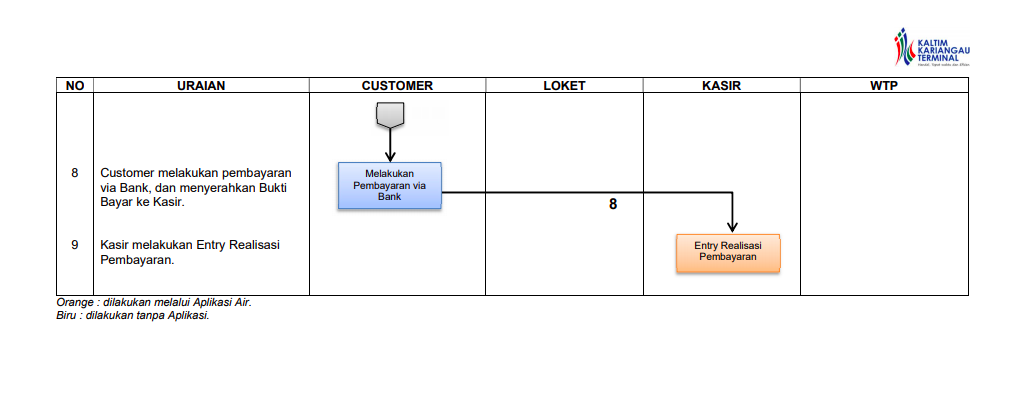 KALTIM
KARIANGAU
TERMINAL
NO URAIAN CUSTOMER LOKET KASIR WTP
8 Customer melakukan pembayaran
via Bank, dan menyerahkan Bukti
Bayar ke Kasir.
Melakukan
Pembayaran via
Bank
8
9 Kasir melakukan Entry Realisasi
Pembayaran.
Entry Realisasi
Pembayaran
Orange : dilakukan melalui Aplikasi Air.
Biru : dilakukan tanpa Aplikasi.